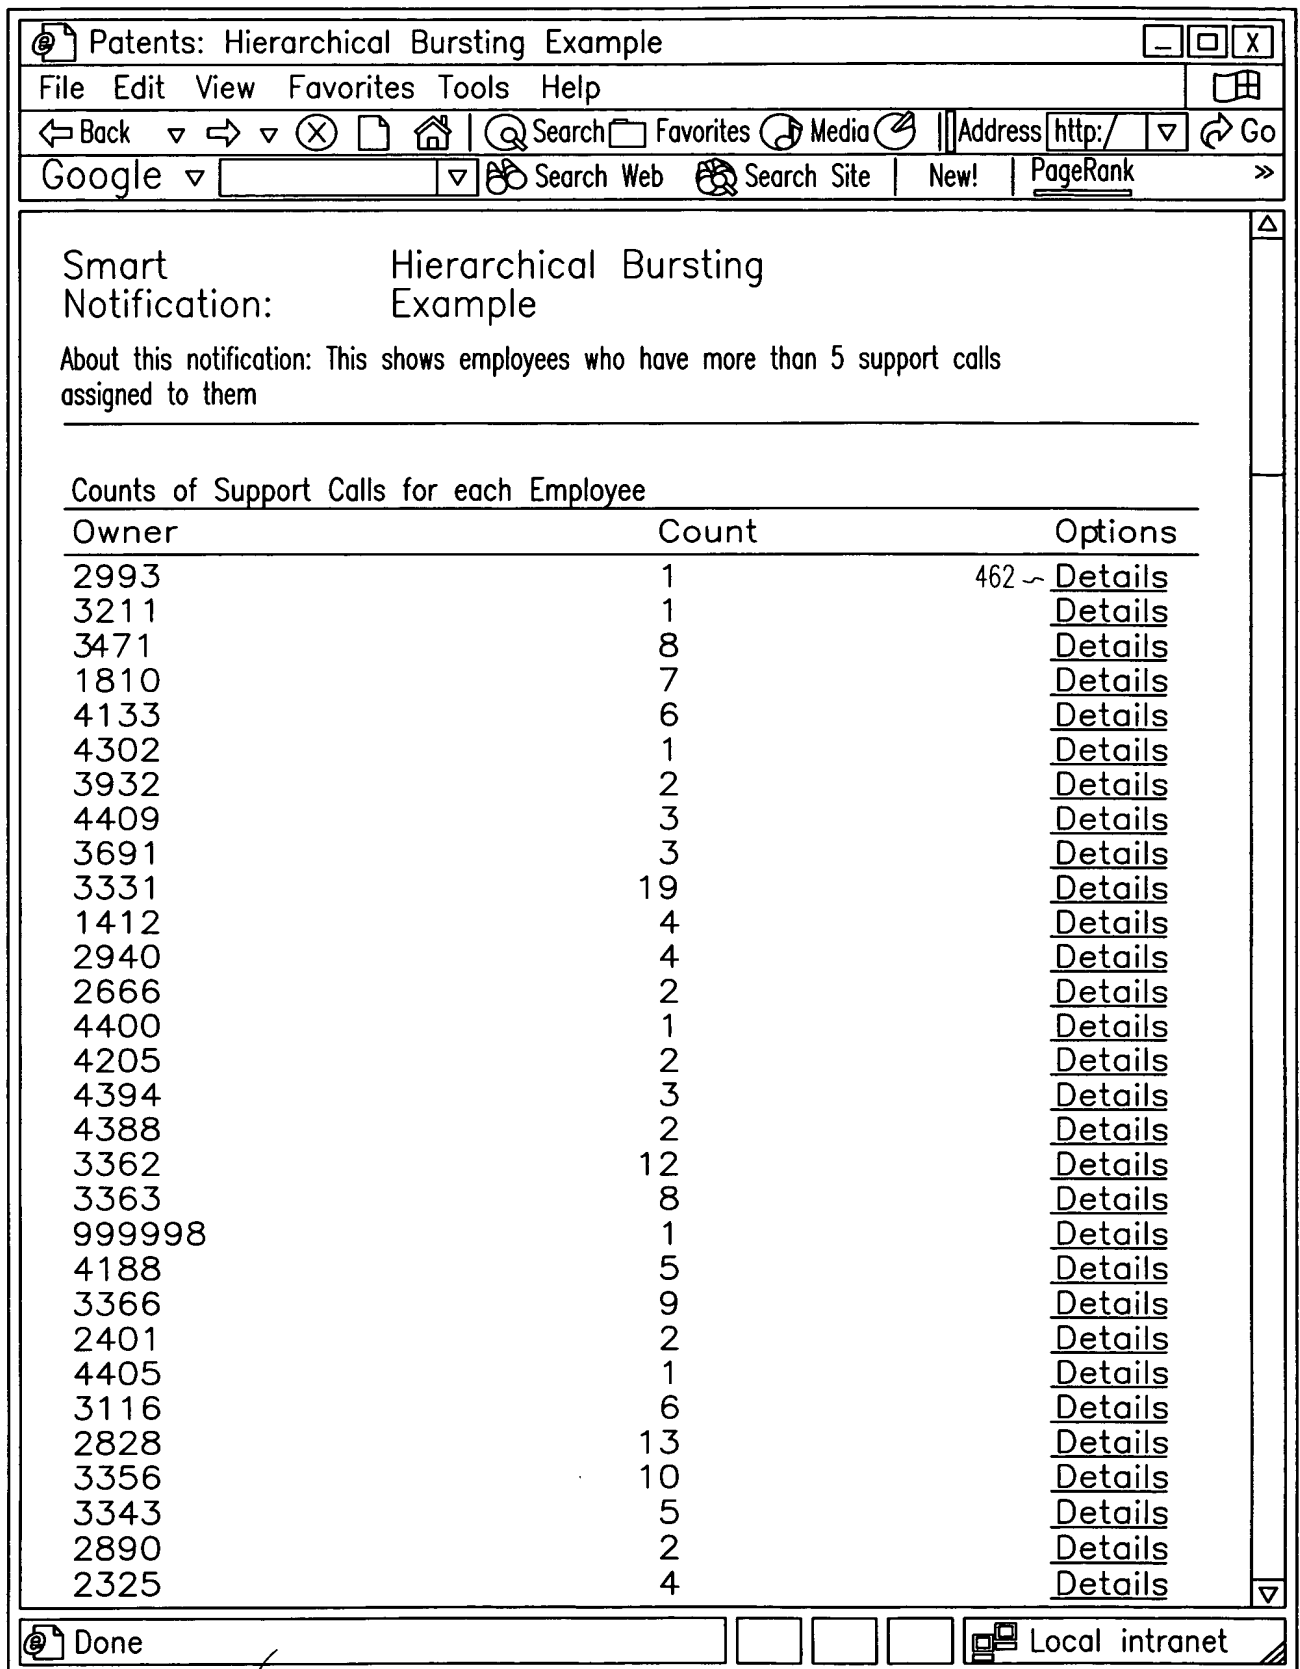 Patents: Hierarchical Bursting Example
File Edit View Favorites Tools Help
Back Search Favorites Media Address http:/ Go
Google Search Web Search Site New! PageRank »
Smart Hierarchical Bursting
Notification: Example
About this notification: This shows employees who have more than 5 support calls
assigned to them
Counts of Support Calls for each Employee
Owner Count Options
2993 1 462 Details
3211 1 Details
3471 8 Details
1810 7 Details
4133 6 Details
4302 1 Details
3932 2 Details
4409 3 Details
3691 3 Details
3331 19 Details
1412 4 Details
2940 4 Details
2666 2 Details
4400 1 Details
4205 2 Details
4394 3 Details
4388 2 Details
3362 12 Details
3363 8 Details
999998 1 Details
4188 5 Details
3366 9 Details
2401 2 Details
4405 1 Details
3116 6 Details
2828 13 Details
3356 10 Details
3343 5 Details
2890 2 Details
2325 4 Details
Done Local intranet